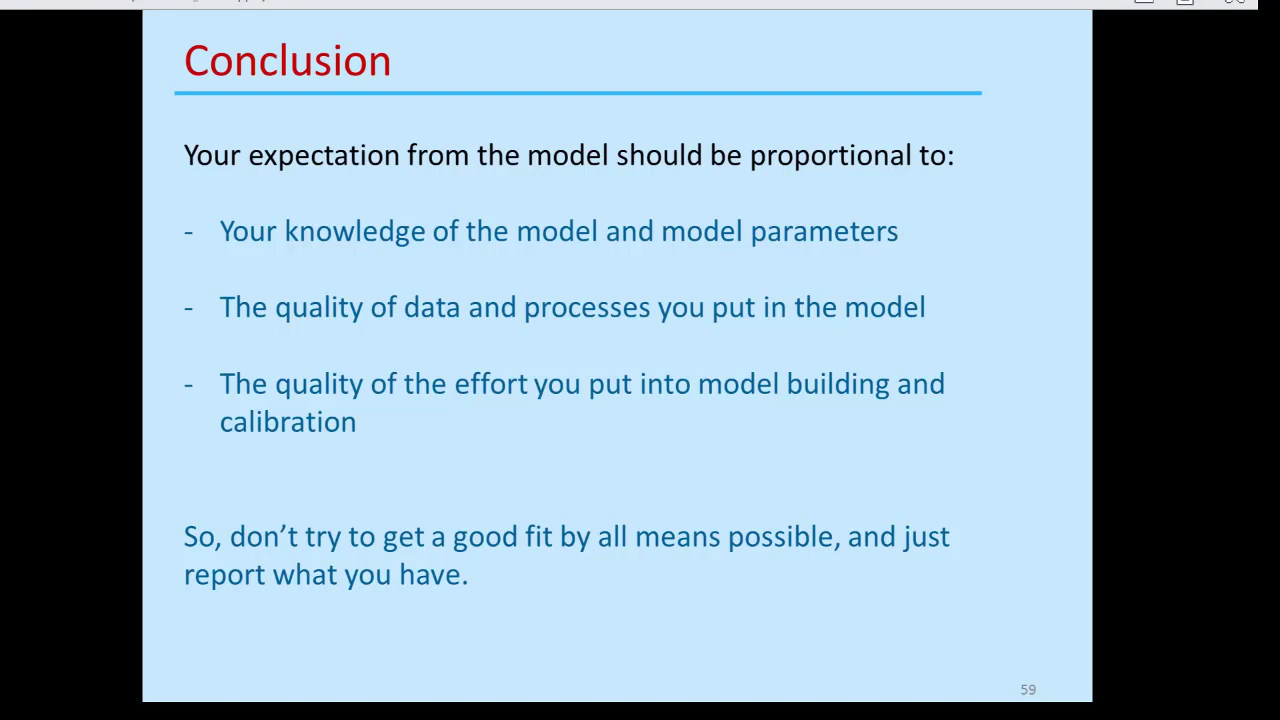 Conclusion
Your expectation from the model should be proportional to:
- Your knowledge of the model and model parameters
- The quality of data and processes you put in the model
- The quality of the effort you put into model building and
calibration
So, don’t try to get a good fit by all means possible, and just
report what you have.
59